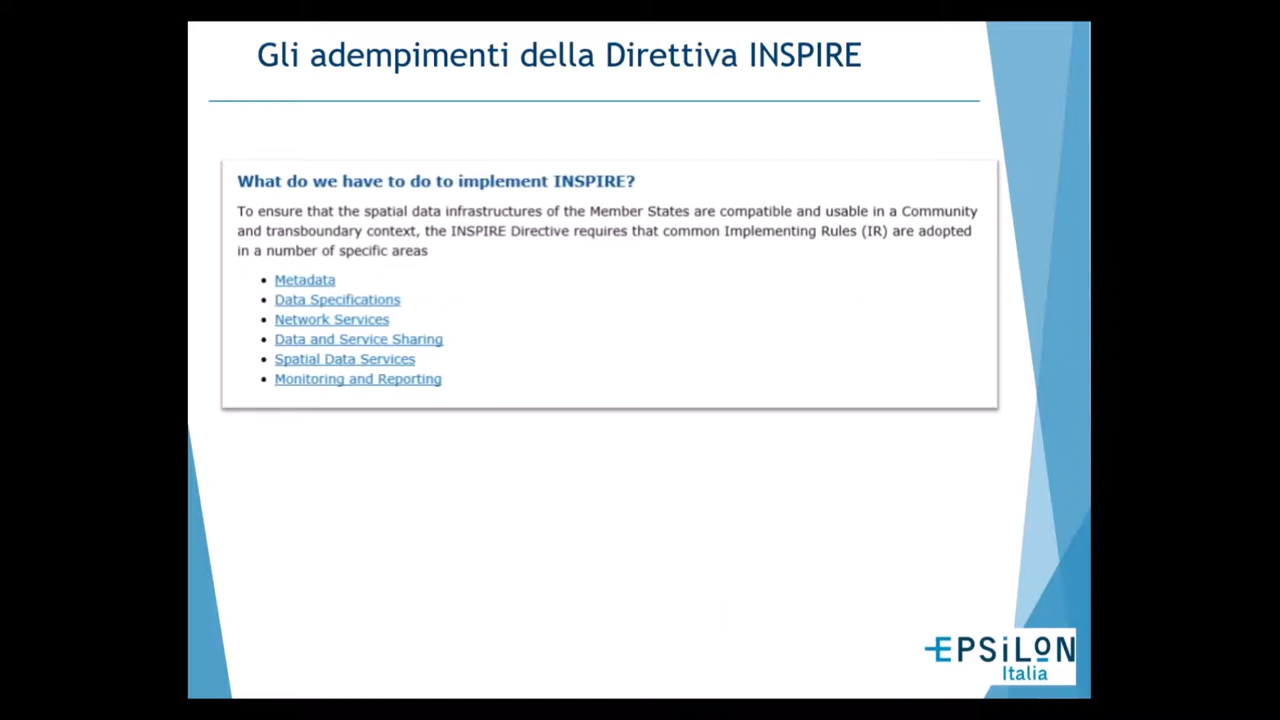 Gli adempimenti della Direttiva INSPIRE
What do we have to do to implement INSPIRE?
To ensure that the spatial data infrastructures of the Member States are compatible and usable in a Community
and transboundary context, the INSPIRE Directive requires that common Implementing Rules (IR) are adopted
in a number of specific areas
• Metadata
• Data Specifications
• Network Services
• Data and Service Sharing
• Spatial Data Services
• Monitoring and Reporting
EPSiLON
Italia